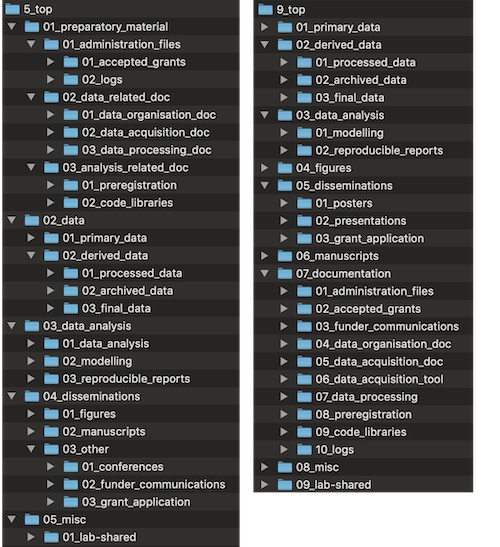 5_top
01_preparatory_material
01_administration_files
01_accepted_grants
02_logs
02_data_related_doc
01_data_organisation_doc
02_data_acquisition_doc
03_data_processing_doc
03_analysis_related_doc
01_preregistration
02_code_libraries
02_data
01_primary_data
02_derived_data
01_processed_data
02_archived_data
03_final_data
03_data_analysis
01_data_analysis
02_modelling
03_reproducible_reports
04_disseminations
01_figures
02_manuscripts
03_other
01_conferences
02_funder_communications
03_grant_application
05_misc
01_lab-shared
9_top
01_primary_data
02_derived_data
01_processed_data
02_archived_data
03_final_data
03_data_analysis
01_modelling
02_reproducible_reports
04_figures
05_disseminations
01_posters
02_presentations
03_grant_application
06_manuscripts
07_documentation
01_administration_files
02_accepted_grants
03_funder_communications
04_data_organisation_doc
05_data_acquisition_doc
06_data_acquisition_tool
07_data_processing
08_preregistration
09_code_libraries
10_logs
08_misc
09_lab-shared